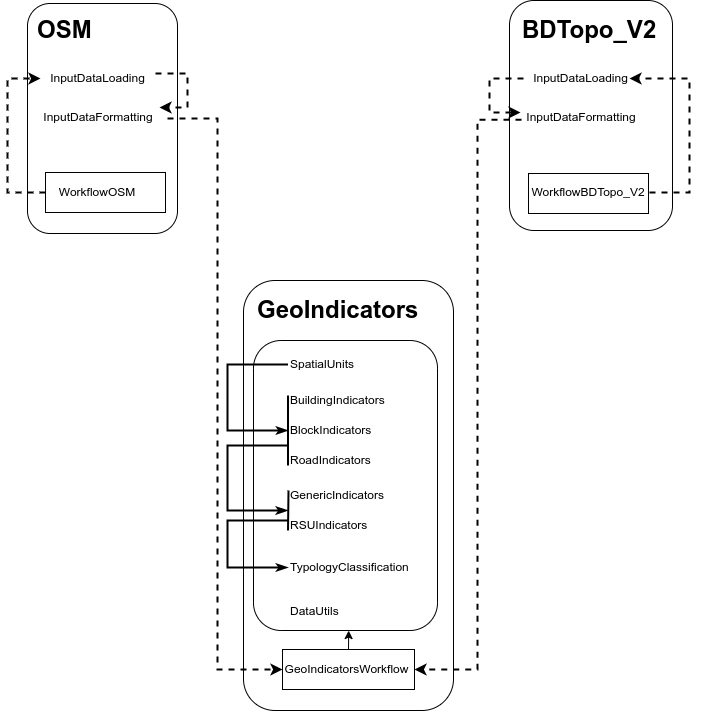 OSM
InputDataLoading
InputDataFormatting
WorkflowOSM
BDTopo_V2
InputDataLoading
InputDataFormatting
WorkflowBDTopo_V2
GeoIndicators
SpatialUnits
BuildingIndicators
BlockIndicators
RoadIndicators
GenericIndicators
RSUIndicators
TypologyClassification
DataUtils
GeoIndicatorsWorkflow